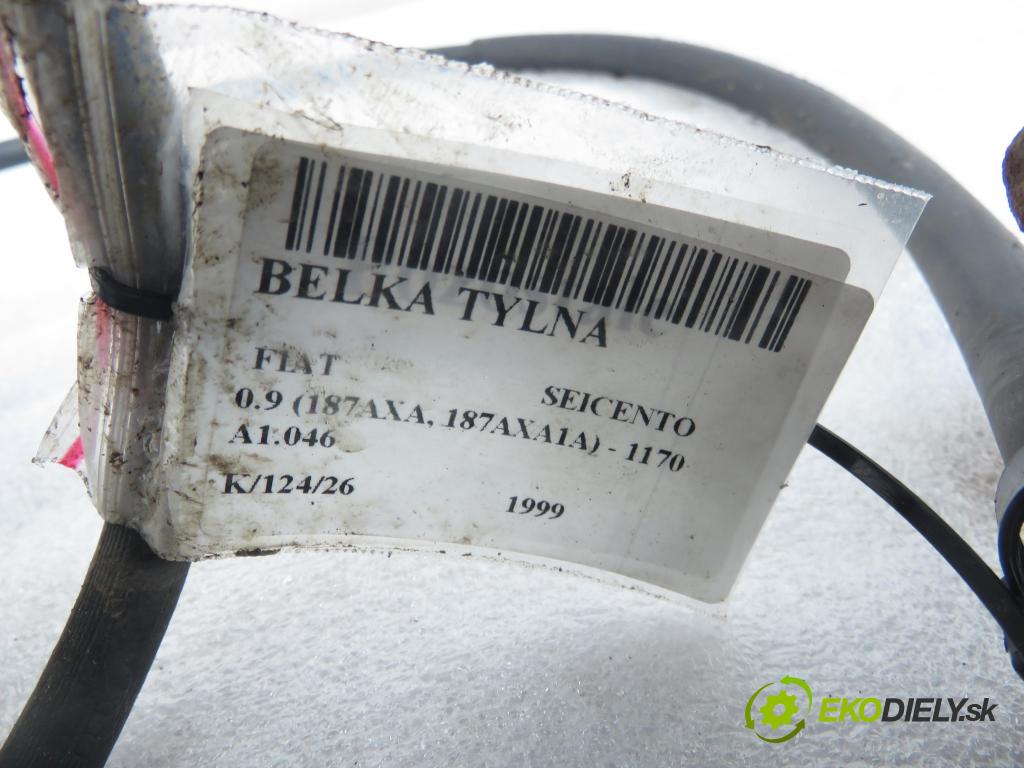 BELKA TYLNA
FIAT SEICENTO
0.9 (187AXA, 187AXA1A) - 1170
A1.046
K/124/26 1999
EKODIELY.sk